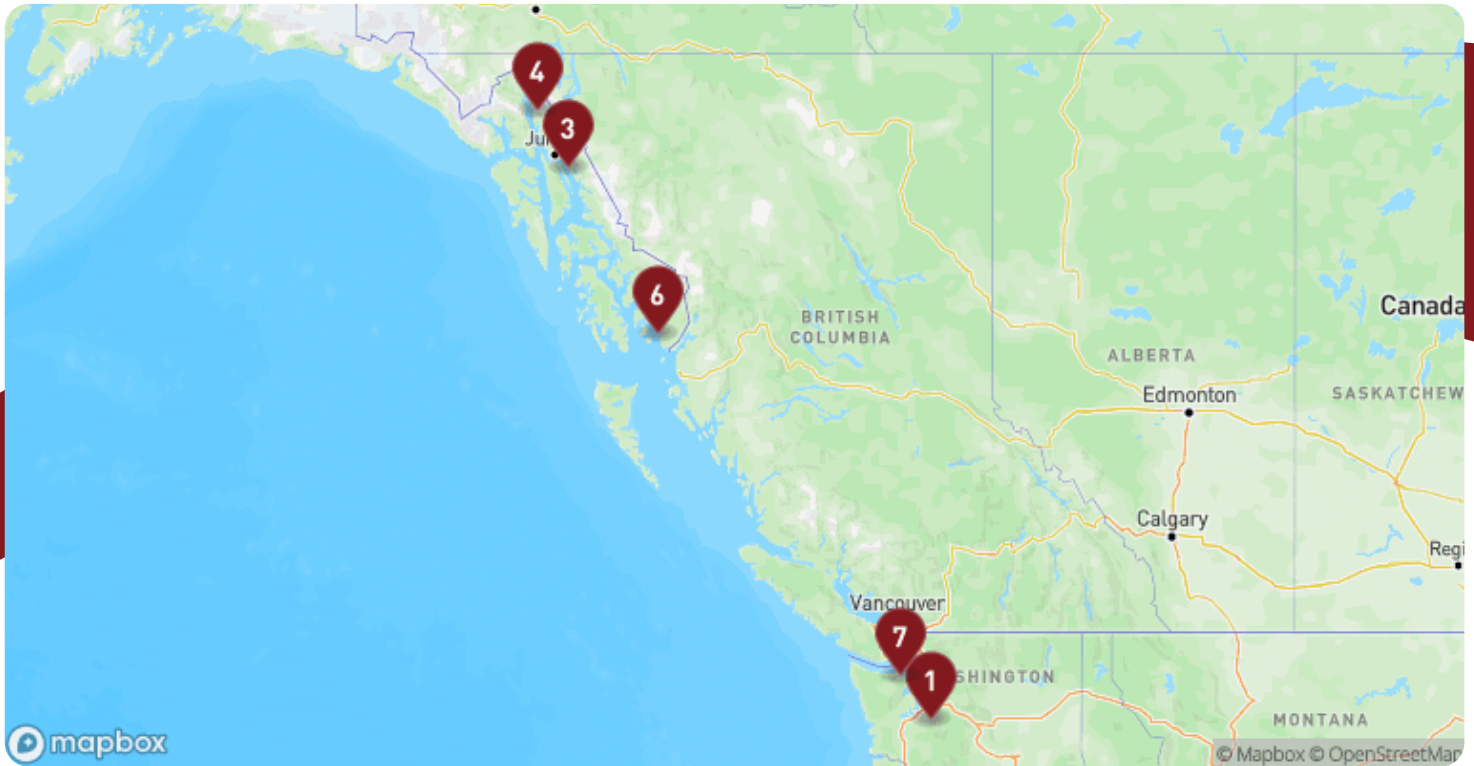 4
3
Ju
6
BRITISH
COLUMBIA
Canada
ALBERTA
Edmonton
SASKATCHEW
Calgary
Regi
Vancouver
7
1
SHINGTON
MONTANA
mapbox
© Mapbox © OpenStreetMap